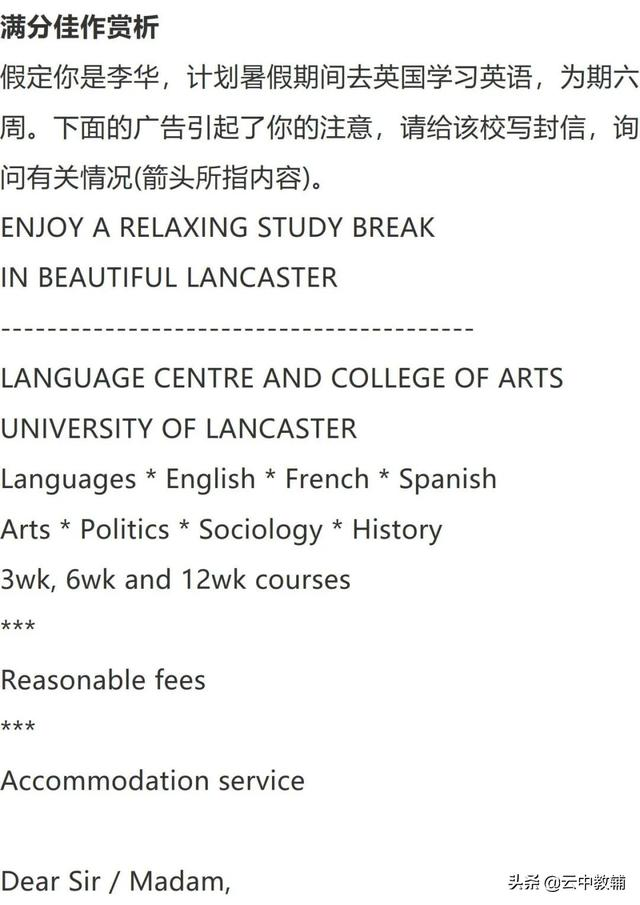 满分佳作赏析
假定你是李华，计划暑假期间去英国学习英语，为期六
周。下面的广告引起了你的注意，请给该校写封信，询
问有关情况(箭头所指内容)。
ENJOY A RELAXING STUDY BREAK
IN BEAUTIFUL LANCASTER
-----------------------------------------
LANGUAGE CENTRE AND COLLEGE OF ARTS
UNIVERSITY OF LANCASTER
Languages * English * French * Spanish
Arts * Politics * Sociology * History
3wk, 6wk and 12wk courses
***
Reasonable fees
***
Accommodation service
Dear Sir / Madam,
头条 @云中教辅